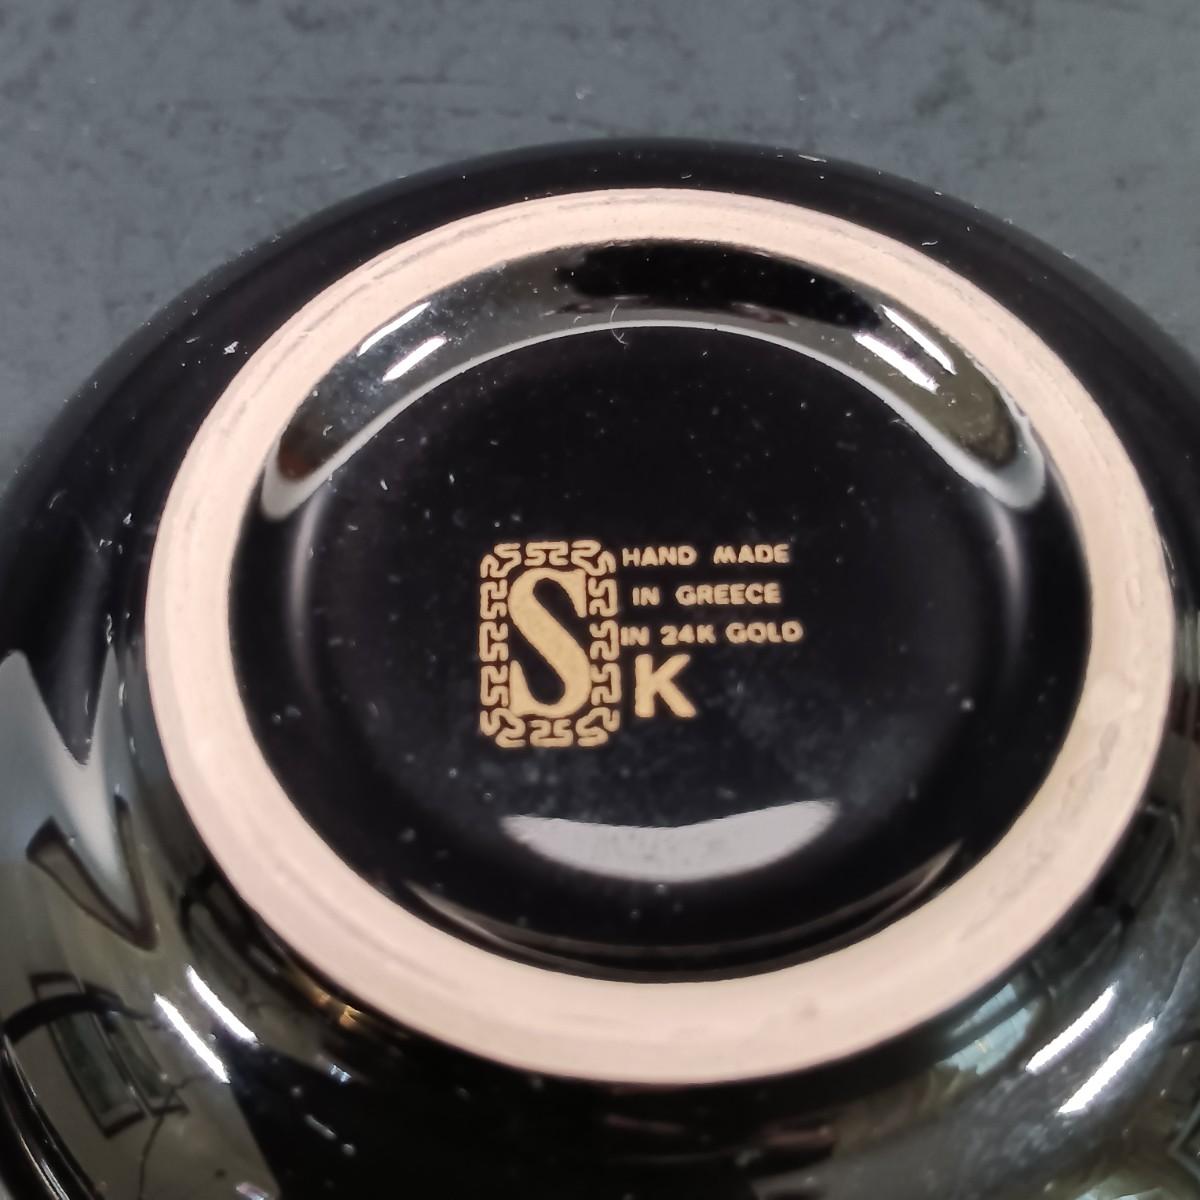 S
HAND MADE
IN GREECE
IN 24K GOLD
K